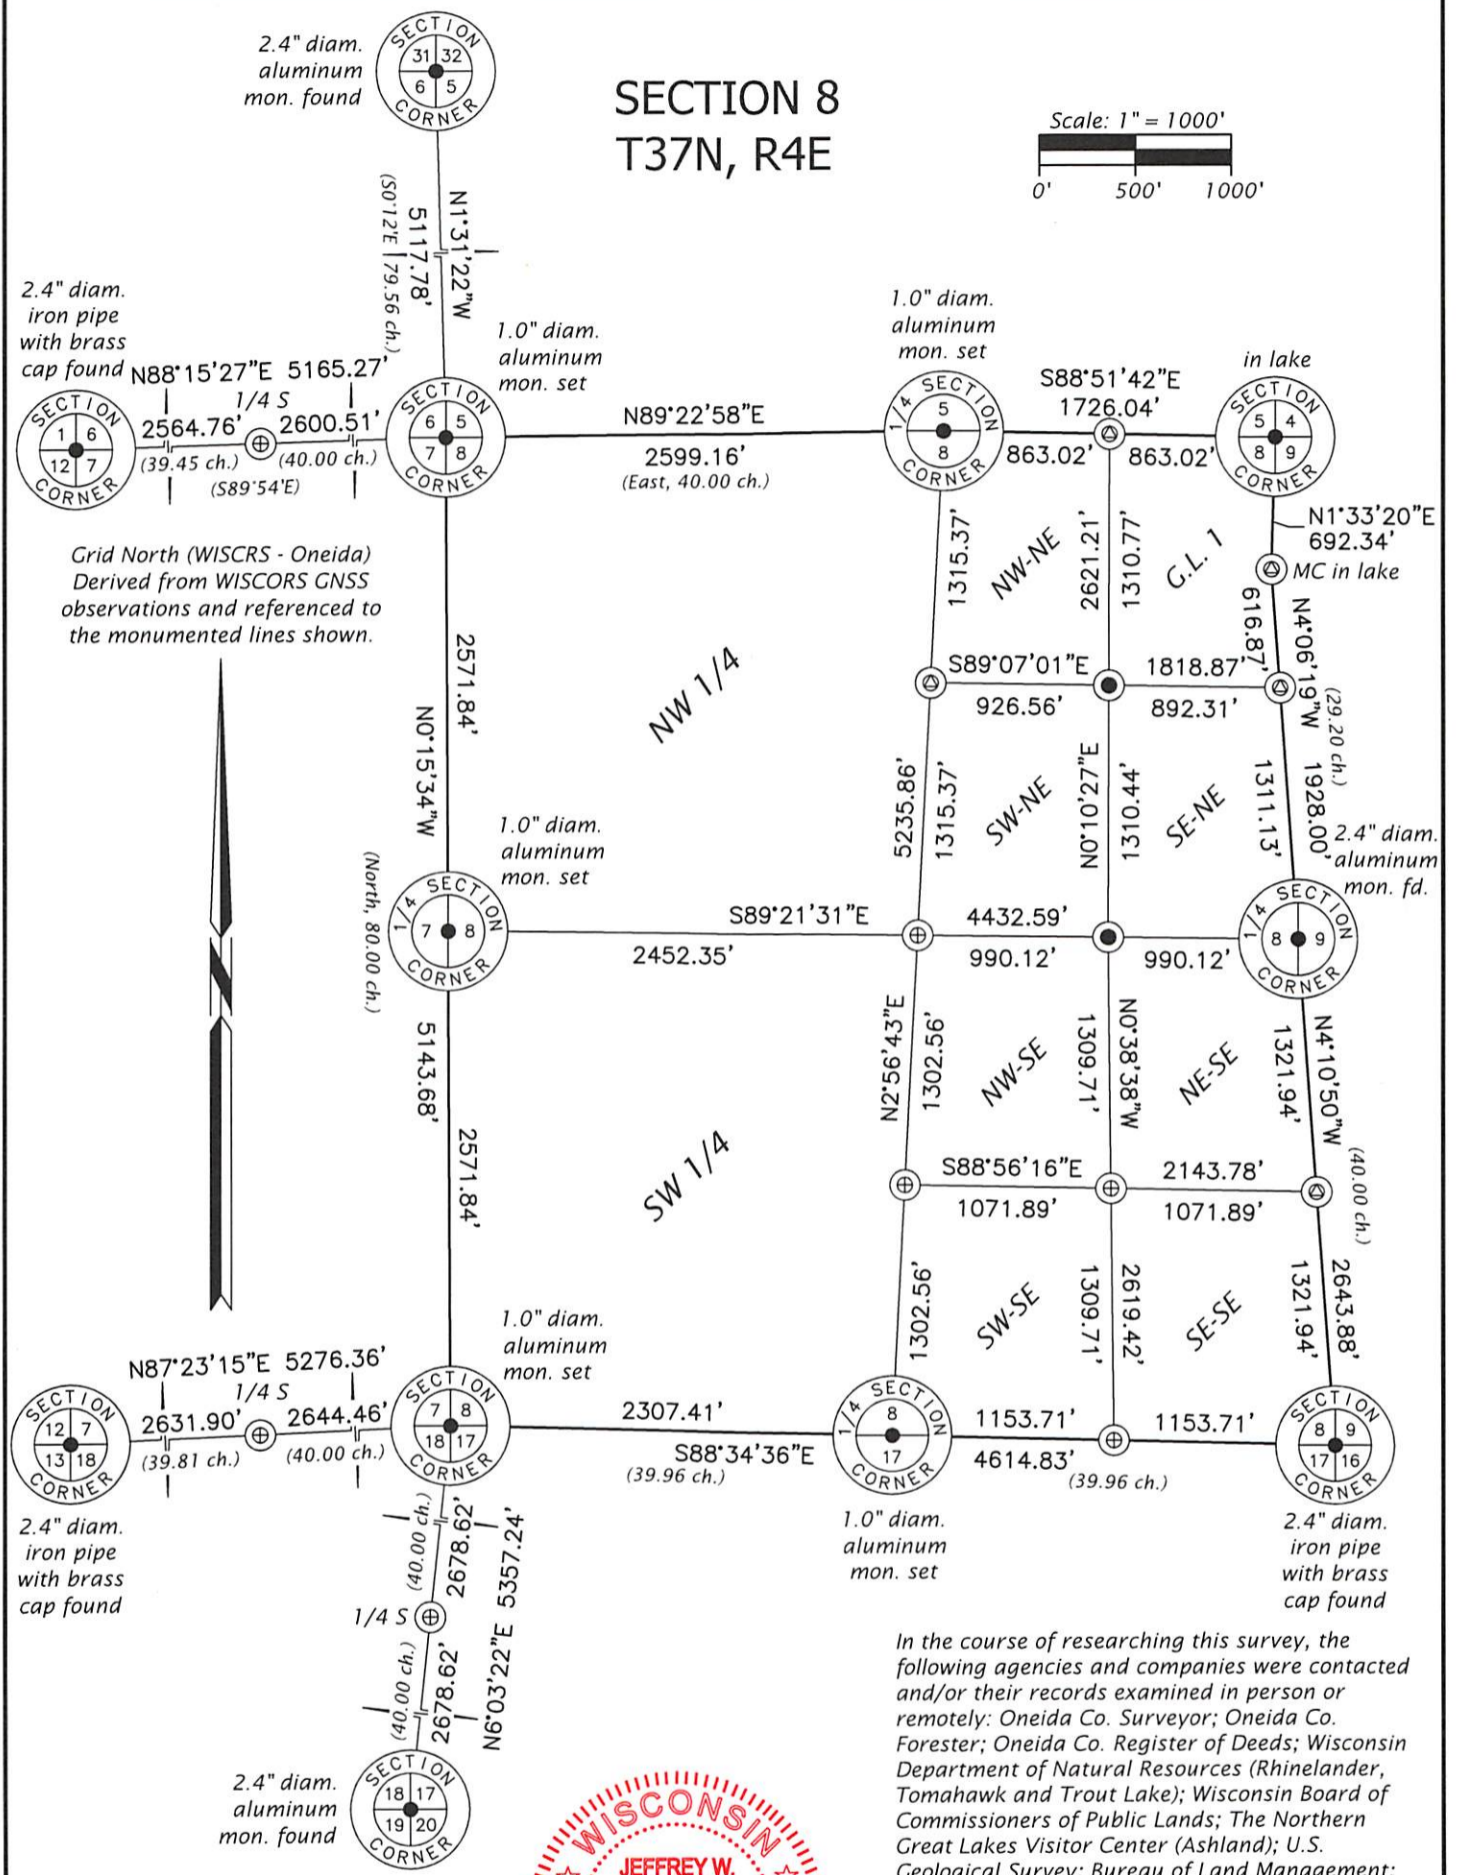 2.4" diam.
aluminum
mon. found
SECTION
31 32
6 5
CORNER
SECTION 8
T37N, R4E
Scale: 1" = 1000'
0' 500' 1000'
N1°31'22"W
5117.78'
(S0°12'E | 79.56 ch.)
2.4" diam.
iron pipe
with brass
cap found
N88°15'27"E 5165.27'
1/4 S
2564.76' 2600.51'
(39.45 ch.) (40.00 ch.)
(S89°54'E)
SECTION
1 6
12 7
CORNER
1.0" diam.
aluminum
mon. set
SECTION
6 5
7 8
CORNER
N89°22'58"E
2599.16'
(East, 40.00 ch.)
1.0" diam.
aluminum
mon. set
1/4 SECTION
5
8
CORNER
S88°51'42"E
1726.04'
863.02' 863.02'
in lake
SECTION
5 4
8 9
CORNER
N1°33'20"E
692.34'
MC in lake
Grid North (WISCRS - Oneida)
Derived from WISCORS GNSS
observations and referenced to
the monumented lines shown.
N
1315.37'
NW-NE
2621.21'
1310.77'
G.L. 1
616.87'
N4°06'19"W
(29.20 ch.)
1928.00'
S89°07'01"E 1818.87'
926.56' 892.31'
2571.84'
N0°15'34"W
NW 1/4
5235.86'
1315.37'
SW-NE
N0°10'27"E
1310.44'
SE-NE
1311.13'
2.4" diam.
aluminum
mon. fd.
1.0" diam.
aluminum
mon. set
(North, 80.00 ch.)
1/4 SECTION
7 8
CORNER
S89°21'31"E 4432.59'
2452.35' 990.12' 990.12'
1/4 SECTION
8 9
CORNER
5143.68'
2571.84'
SW 1/4
N2°56'43"E
1302.56'
NW-SE
1309.71'
N0°38'38"W
NE-SE
1321.94'
N4°10'50"W
(40.00 ch.)
S88°56'16"E 2143.78'
1071.89' 1071.89'
1302.56'
SW-SE
1309.71'
2619.42'
SE-SE
1321.94'
2643.88'
1.0" diam.
aluminum
mon. set
N87°23'15"E 5276.36'
1/4 S
2631.90' 2644.46'
(39.81 ch.) (40.00 ch.)
SECTION
12 7
13 18
CORNER
2.4" diam.
iron pipe
with brass
cap found
SECTION
7 8
18 17
CORNER
2307.41'
S88°34'36"E
(39.96 ch.)
1/4 SECTION
8
17
CORNER
1.0" diam.
aluminum
mon. set
1153.71' 1153.71'
4614.83'
(39.96 ch.)
SECTION
8 9
17 16
CORNER
2.4" diam.
iron pipe
with brass
cap found
(40.00 ch.)
2678.62'
N6°03'22"E 5357.24'
1/4 S
(40.00 ch.)
2678.62'
2.4" diam.
aluminum
mon. found
SECTION
18 17
19 20
CORNER
WISCONSIN
JEFFREY W.
In the course of researching this survey, the
following agencies and companies were contacted
and/or their records examined in person or
remotely: Oneida Co. Surveyor; Oneida Co.
Forester; Oneida Co. Register of Deeds; Wisconsin
Department of Natural Resources (Rhinelander,
Tomahawk and Trout Lake); Wisconsin Board of
Commissioners of Public Lands; The Northern
Great Lakes Visitor Center (Ashland); U.S.
Geological Survey; Bureau of Land Management;